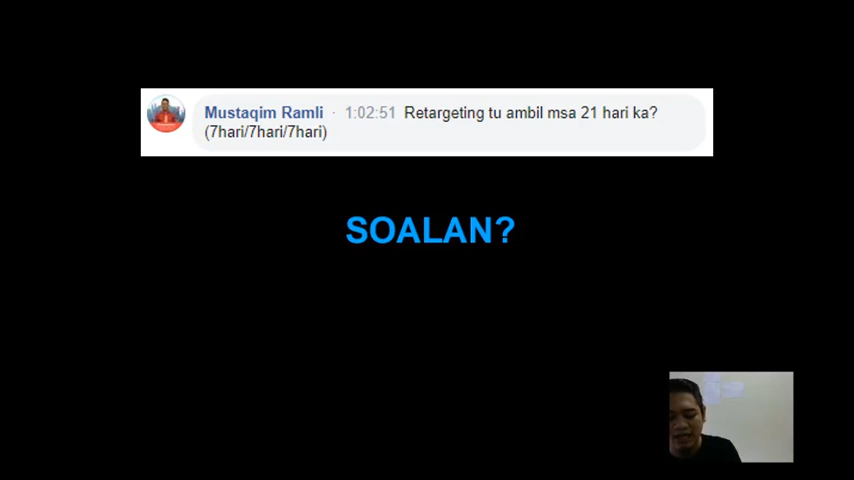 Mustaqim Ramli · 1:02:51 Retargeting tu ambil msa 21 hari ka?
(7hari/7hari/7hari)
SOALAN?